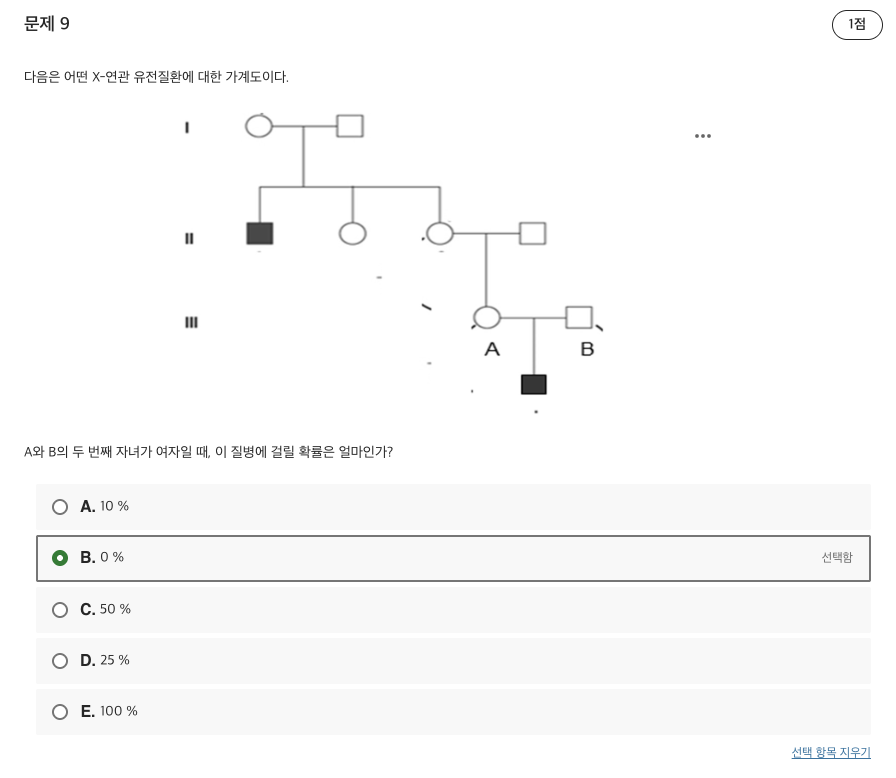 문제 9
1점
다음은 어떤 X-연관 유전질환에 대한 가계도이다.
I
II
III
A
B
A와 B의 두 번째 자녀가 여자일 때, 이 질병에 걸릴 확률은 얼마인가?
A. 10 %
B. 0 %
선택함
C. 50 %
D. 25 %
E. 100 %
선택 항목 지우기